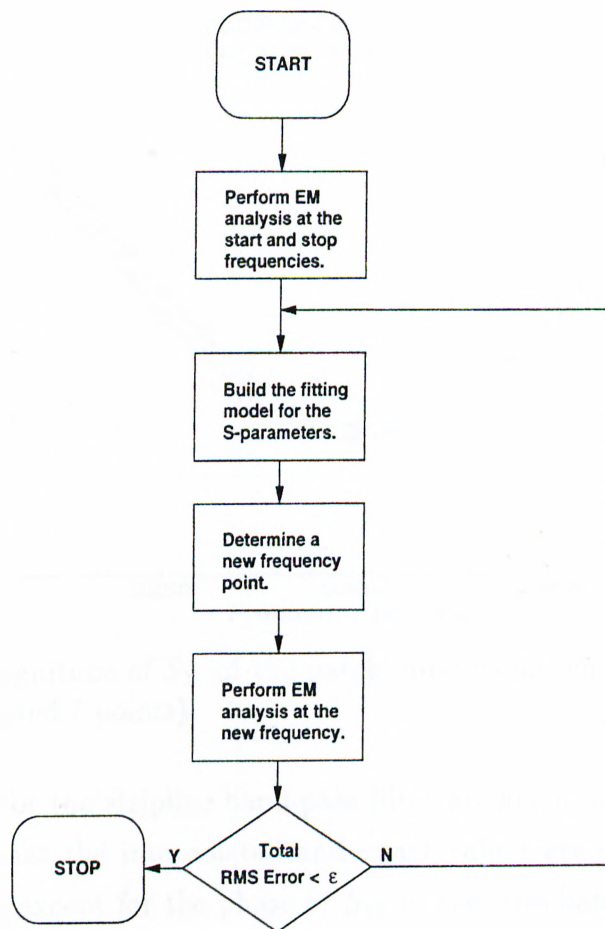 START
Perform EM
analysis at the
start and stop
frequencies.
Build the fitting
model for the
S-parameters.
Determine a
new frequency
point.
Perform EM
analysis at the
new frequency.
Total
RMS Error < ε
Y
N
STOP